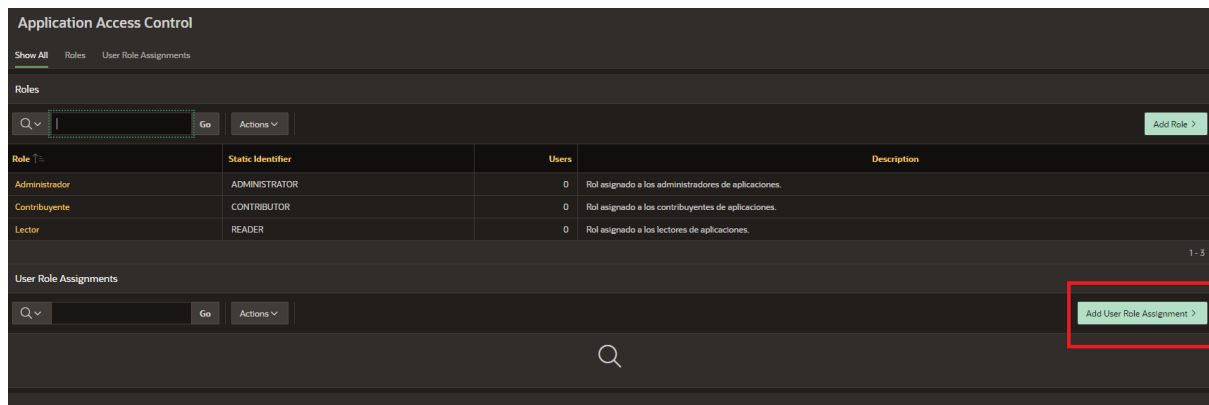 Application Access Control
Show All Roles User Role Assignments
Roles
Go Actions Add Role >
Role Static Identifier Users Description
Administrador ADMINISTRATOR 0 Rol asignado a los administradores de aplicaciones.
Contribuyente CONTRIBUTOR 0 Rol asignado a los contribuyentes de aplicaciones.
Lector READER 0 Rol asignado a los lectores de aplicaciones.
1 - 3
User Role Assignments
Go Actions Add User Role Assignment >